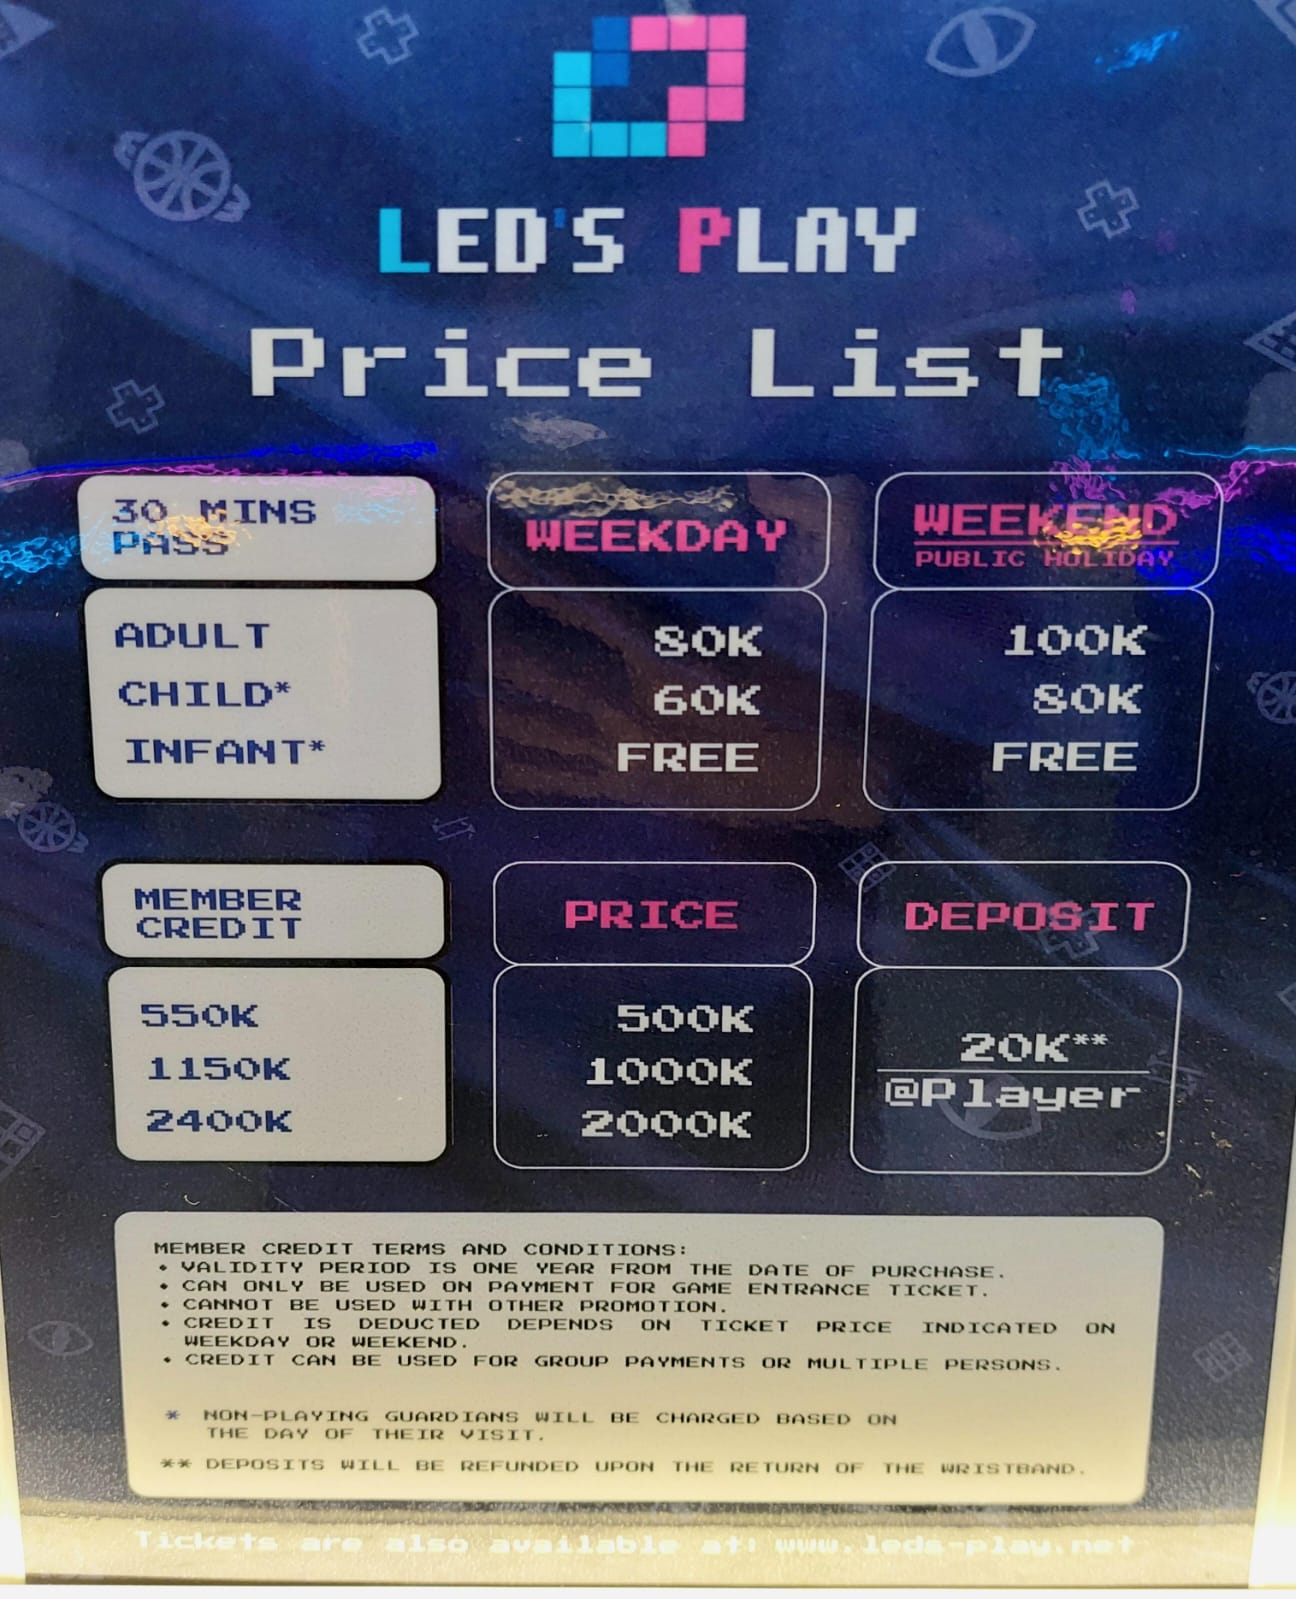 LED'S PLAY
Price List
30 MINS
PASS
WEEKDAY
WEEKEND
PUBLIC HOLIDAY
ADULT 80K 100K
CHILD* 60K 80K
INFANT* FREE FREE
MEMBER
CREDIT
PRICE
DEPOSIT
550K 500K
1150K 1000K
2400K 2000K
20K**
@Player
MEMBER CREDIT TERMS AND CONDITIONS:
• VALIDITY PERIOD IS ONE YEAR FROM THE DATE OF PURCHASE.
• CAN ONLY BE USED ON PAYMENT FOR GAME ENTRANCE TICKET.
• CANNOT BE USED WITH OTHER PROMOTION.
• CREDIT IS DEDUCTED DEPENDS ON TICKET PRICE INDICATED ON
WEEKDAY OR WEEKEND.
• CREDIT CAN BE USED FOR GROUP PAYMENTS OR MULTIPLE PERSONS.
* NON-PLAYING GUARDIANS WILL BE CHARGED BASED ON
THE DAY OF THEIR VISIT.
** DEPOSITS WILL BE REFUNDED UPON THE RETURN OF THE WRISTBAND.
Tickets are also available at: www.leds-play.net